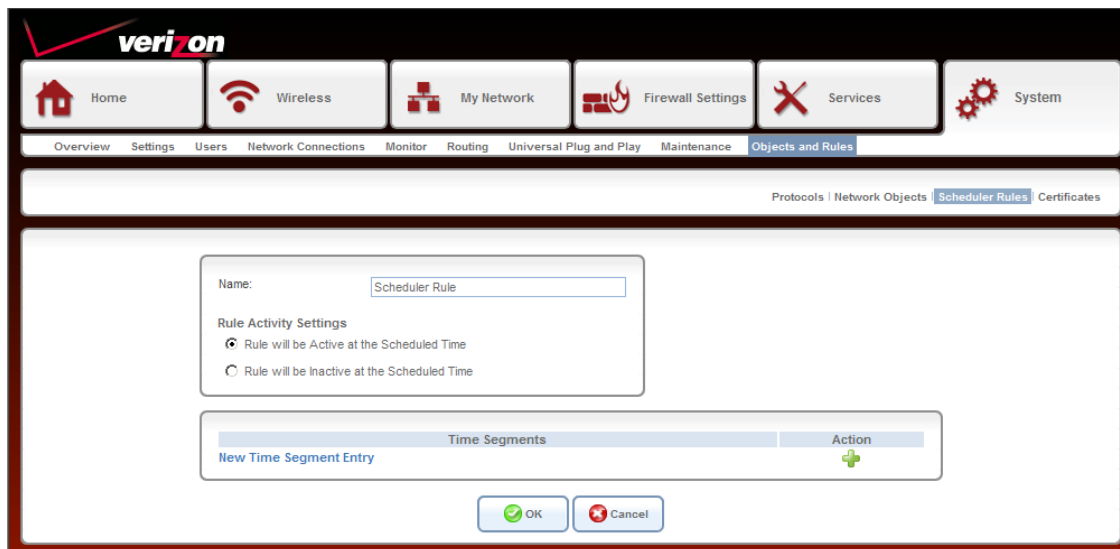 verizon
Home Wireless My Network Firewall Settings Services System
Overview Settings Users Network Connections Monitor Routing Universal Plug and Play Maintenance Objects and Rules
Protocols | Network Objects | Scheduler Rules | Certificates
Name: Scheduler Rule
Rule Activity Settings
Rule will be Active at the Scheduled Time
Rule will be Inactive at the Scheduled Time
Time Segments Action
New Time Segment Entry
OK Cancel